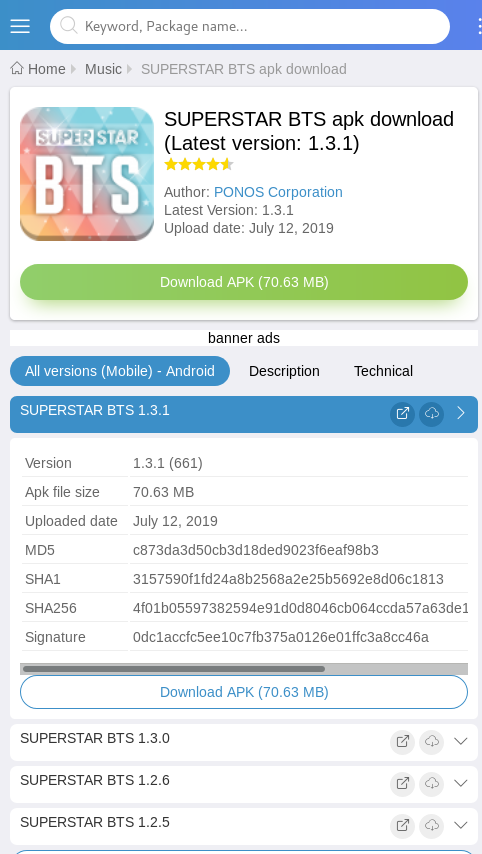 Keyword, Package name...
Home
Music
SUPERSTAR BTS apk download
SUPER STAR
BTS
SUPERSTAR BTS apk download
(Latest version: 1.3.1)
Author: PONOS Corporation
Latest Version: 1.3.1
Upload date: July 12, 2019
Download APK (70.63 MB)
banner ads
All versions (Mobile) - Android
Description
Technical
SUPERSTAR BTS 1.3.1
Version 1.3.1 (661)
Apk file size 70.63 MB
Uploaded date July 12, 2019
MD5 c873da3d50cb3d18ded9023f6eaf98b3
SHA1 3157590f1fd24a8b2568a2e25b5692e8d06c1813
SHA256 4f01b05597382594e91d0d8046cb064ccda57a63de1
Signature 0dc1accfc5ee10c7fb375a0126e01ffc3a8cc46a
Download APK (70.63 MB)
SUPERSTAR BTS 1.3.0
SUPERSTAR BTS 1.2.6
SUPERSTAR BTS 1.2.5